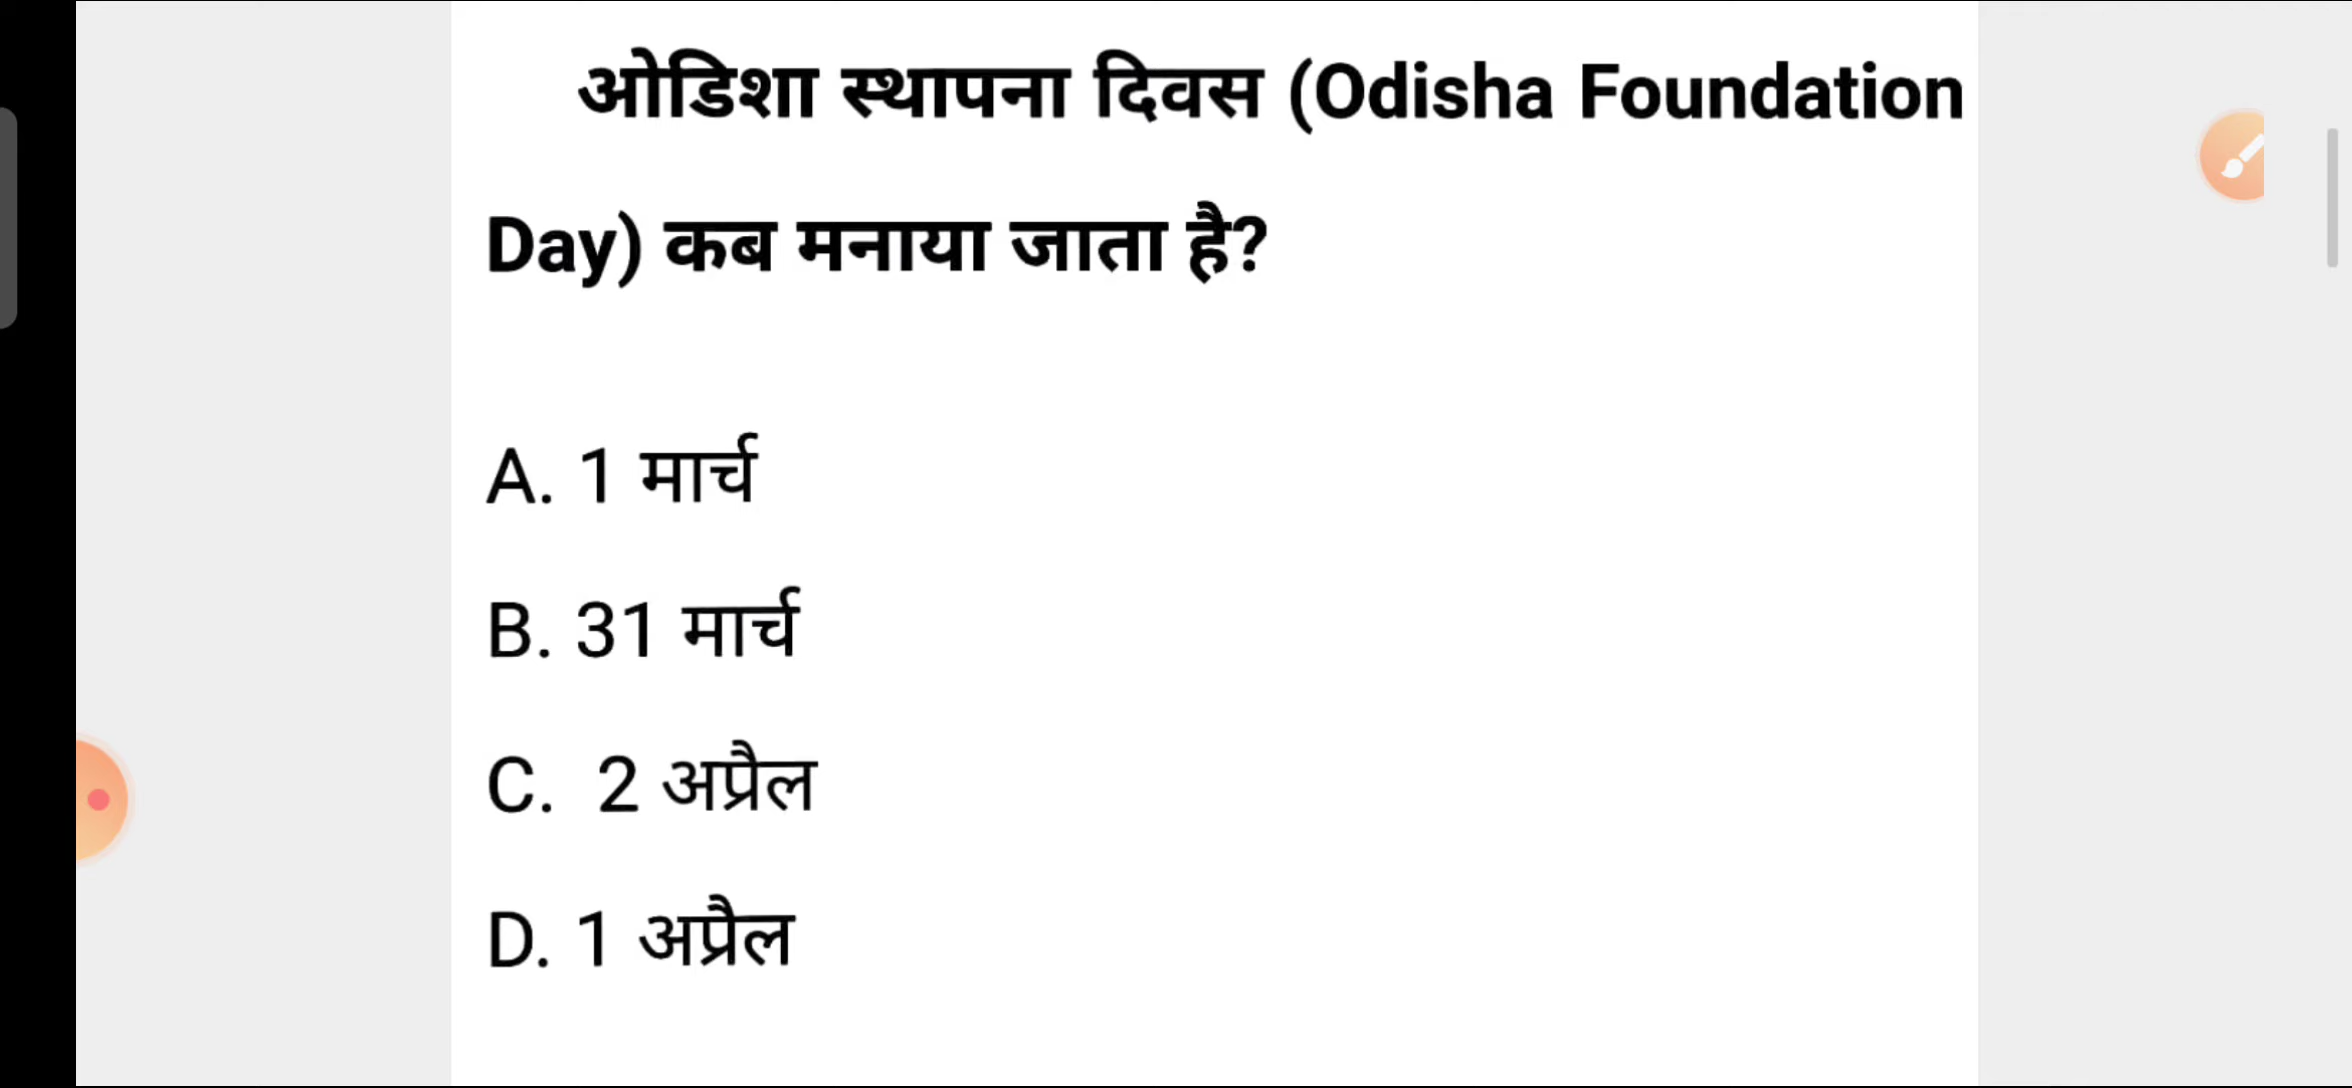 ओडिशा स्थापना दिवस (Odisha Foundation
Day) कब मनाया जाता है?
A. 1 मार्च
B. 31 मार्च
C. 2 अप्रैल
D. 1 अप्रैल